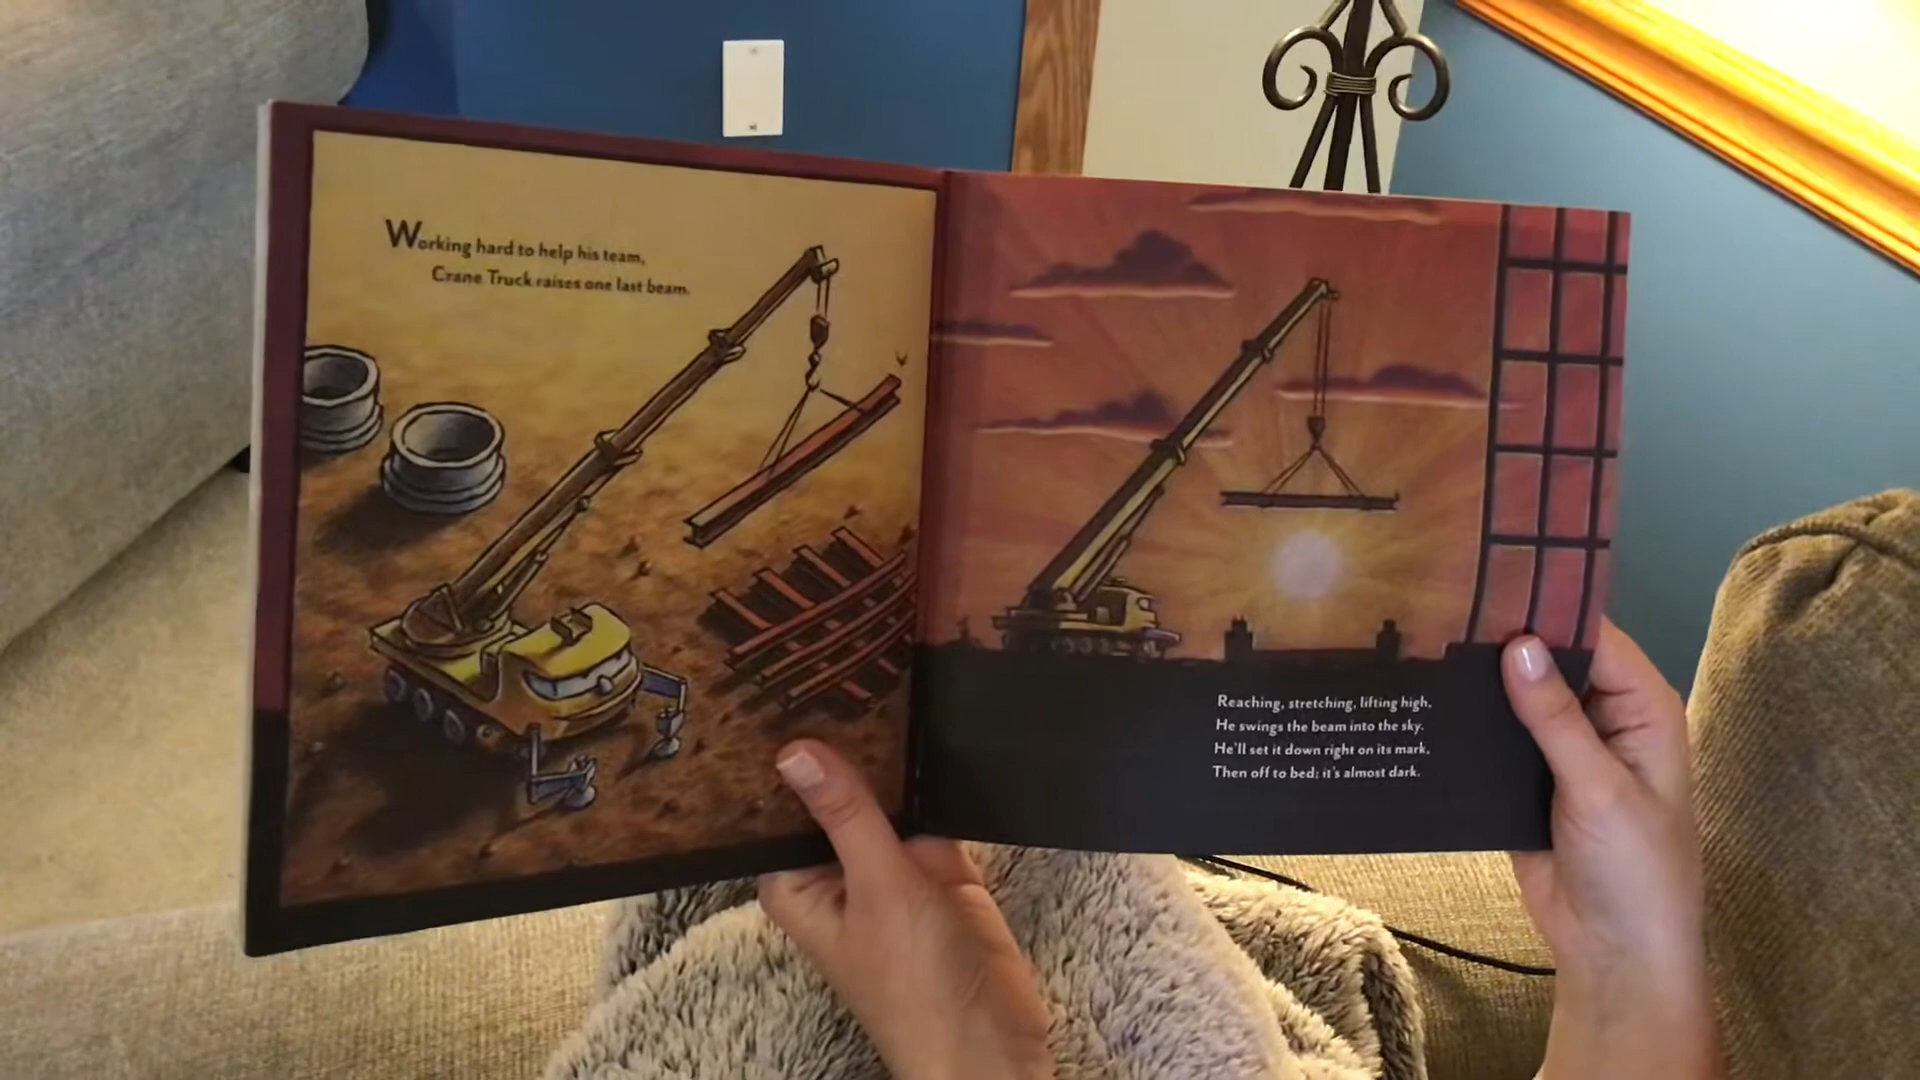 Working hard to help his team,
Crane Truck raises one last beam.
Reaching, stretching, lifting high,
He swings the beam into the sky.
He'll set it down right on its mark,
Then off to bed; it's almost dark.